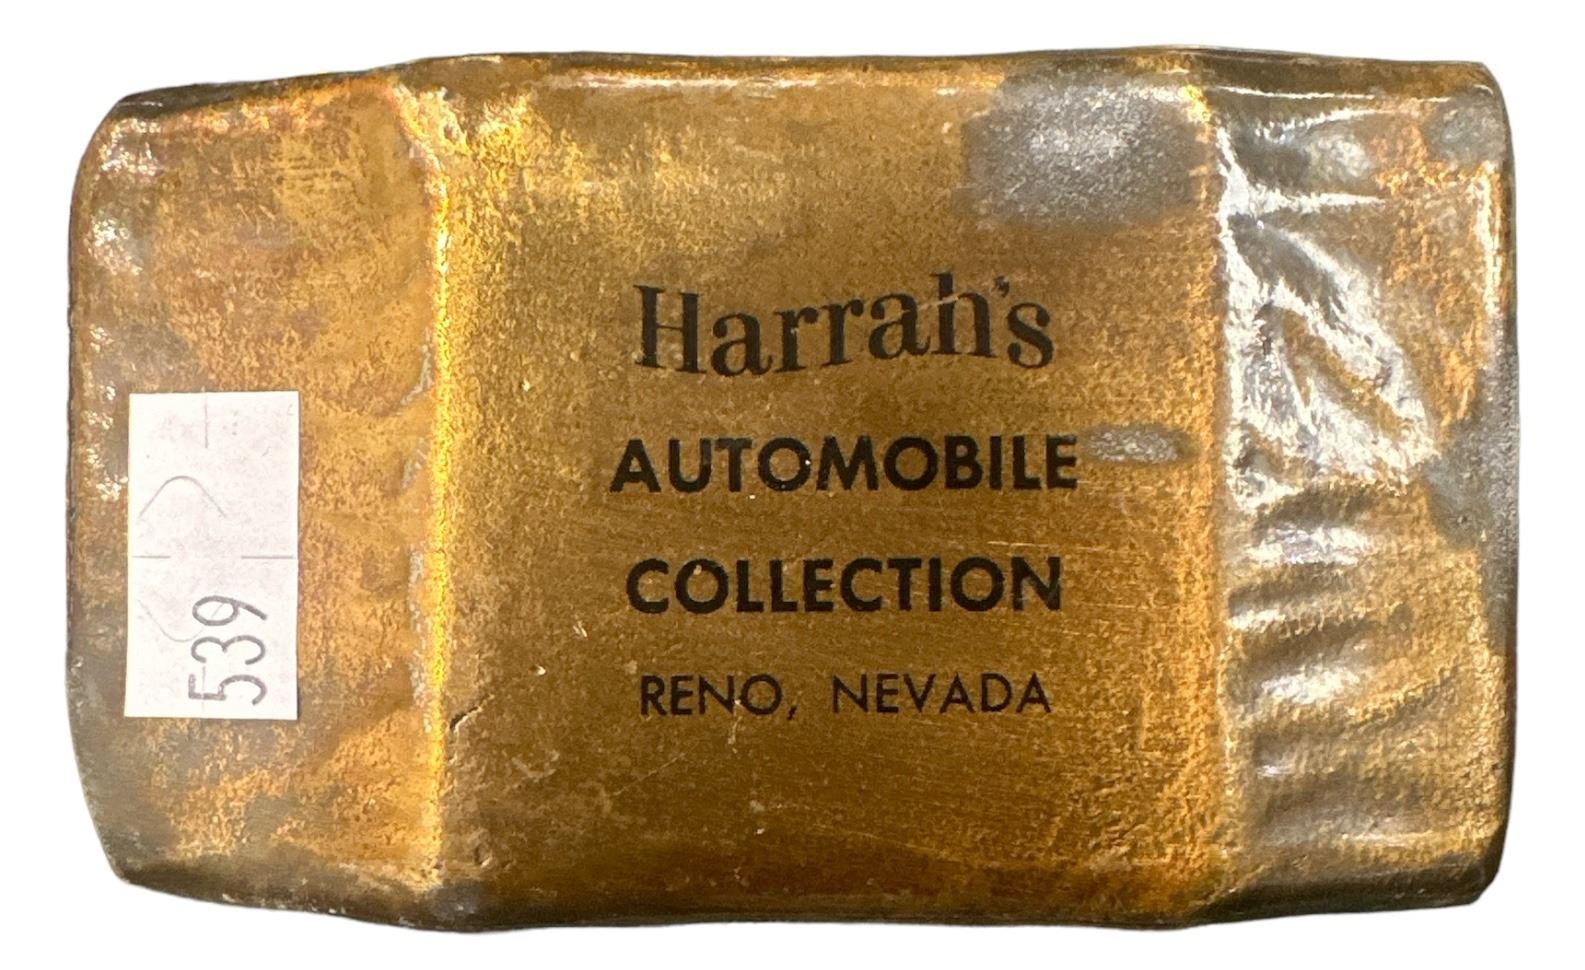 Harrah's
AUTOMOBILE
COLLECTION
RENO, NEVADA
539